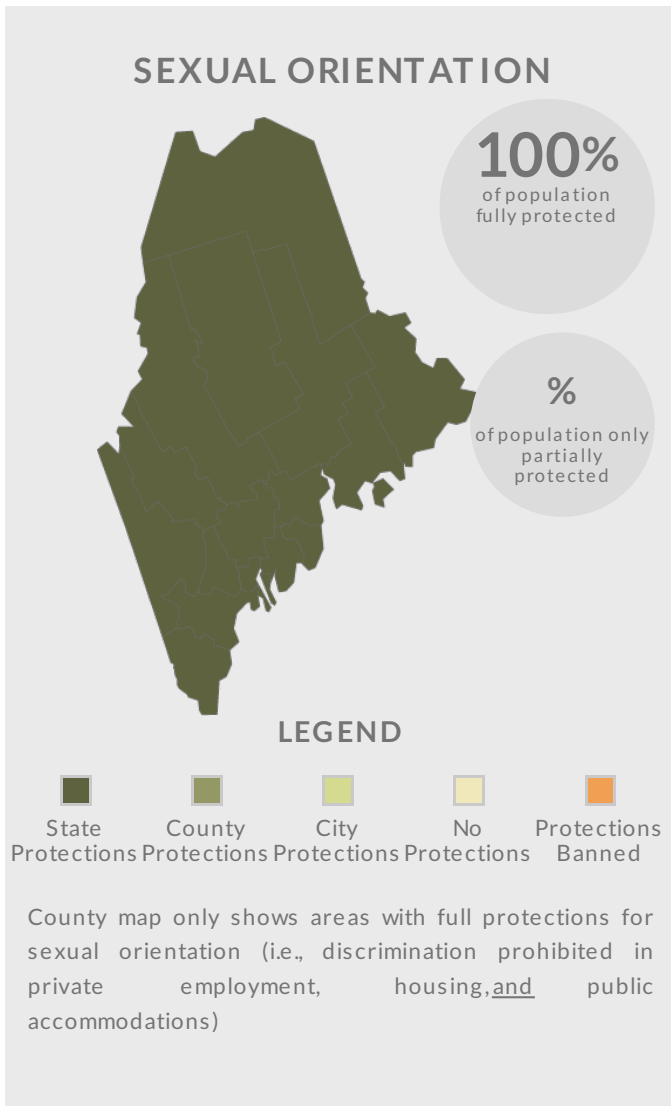 SEXUAL ORIENTATION
100%
of population
fully protected
%
of population only
partially
protected
LEGEND
State
Protections
County
Protections
City
Protections
No
Protections
Protections
Banned
County map only shows areas with full protections for
sexual orientation (i.e., discrimination prohibited in
private employment, housing,and public
accommodations)